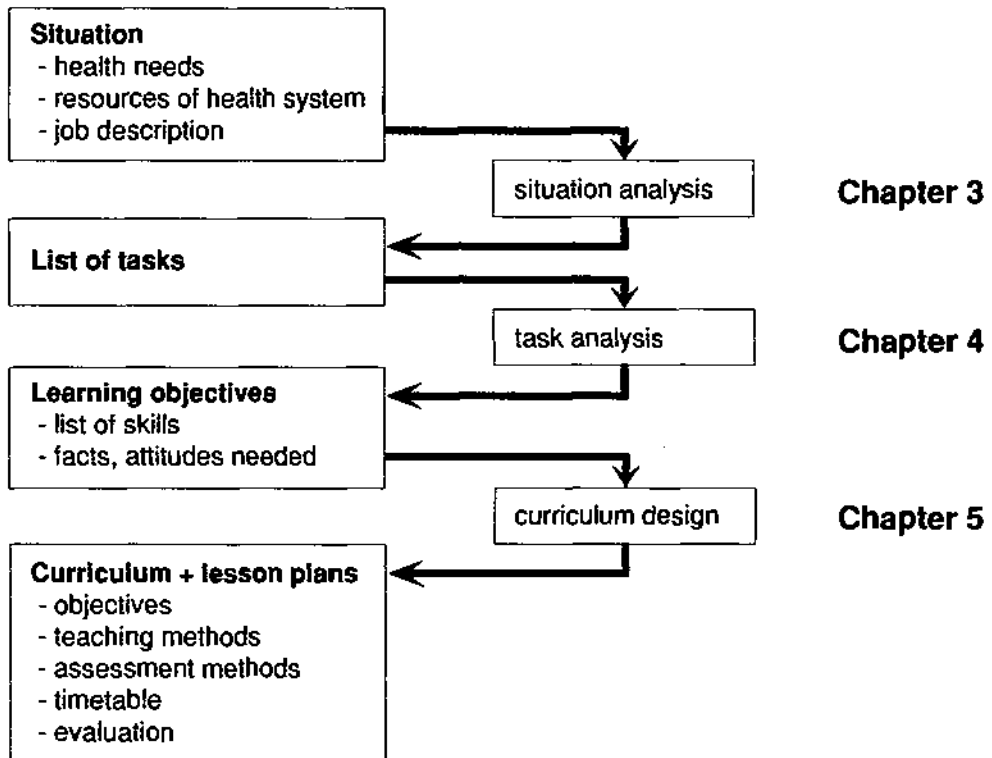 Situation
- health needs
- resources of health system
- job description
situation analysis
Chapter 3
List of tasks
task analysis
Chapter 4
Learning objectives
- list of skills
- facts, attitudes needed
curriculum design
Chapter 5
Curriculum + lesson plans
- objectives
- teaching methods
- assessment methods
- timetable
- evaluation